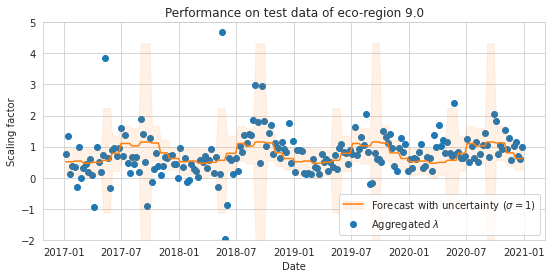 Performance on test data of eco-region 9.0
Scaling factor
5
4
3
2
1
0
−1
−2
Forecast with uncertainty (σ = 1)
Aggregated λ
2017-01 2017-07 2018-01 2018-07 2019-01 2019-07 2020-01 2020-07 2021-01
Date